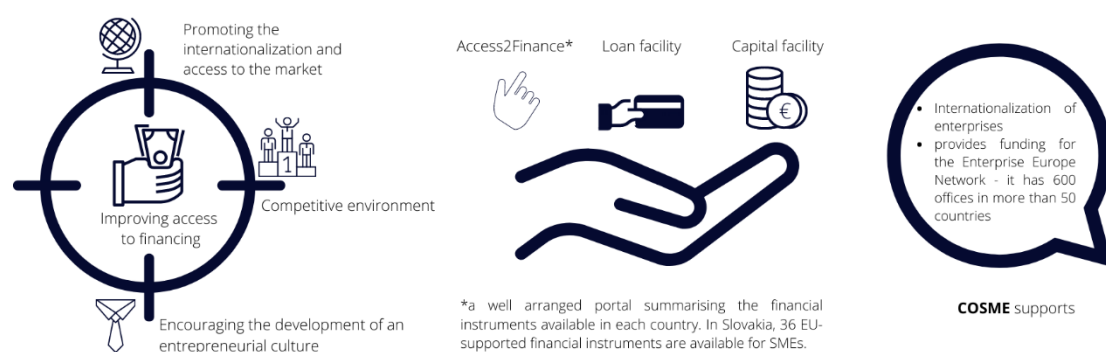 Promoting the
internationalization and
access to the market
1
Competitive environment
Improving access
to financing
Encouraging the development of an
entrepreneurial culture
Access2Finance*
Loan facility
Capital facility
€
*a well arranged portal summarising the financial
instruments available in each country. In Slovakia, 36 EU-
supported financial instruments are available for SMEs.
• Internationalization of
enterprises
• provides funding for
the Enterprise Europe
Network - it has 600
offices in more than 50
countries
COSME supports